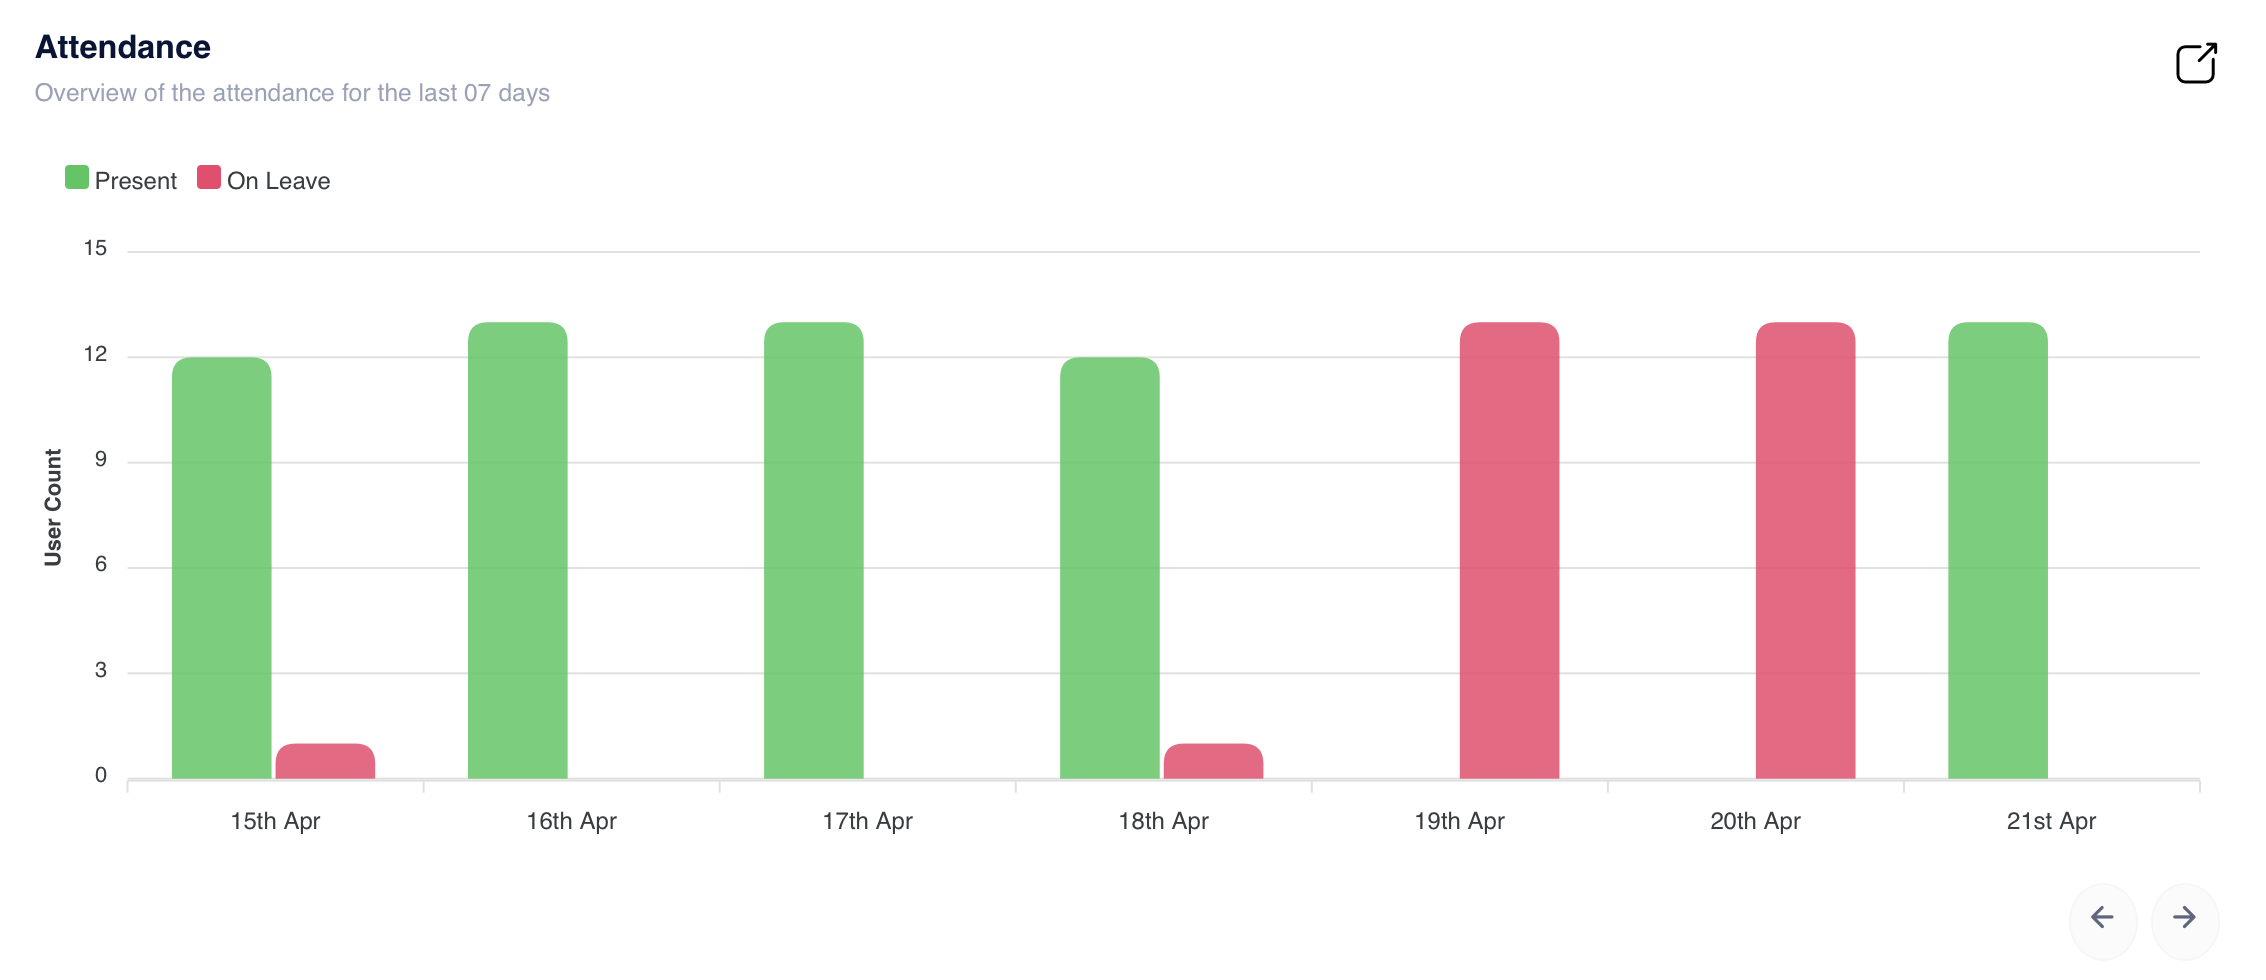 Attendance
Overview of the attendance for the last 07 days
Present On Leave
15
12
9
6
3
0
User Count
15th Apr 16th Apr 17th Apr 18th Apr 19th Apr 20th Apr 21st Apr